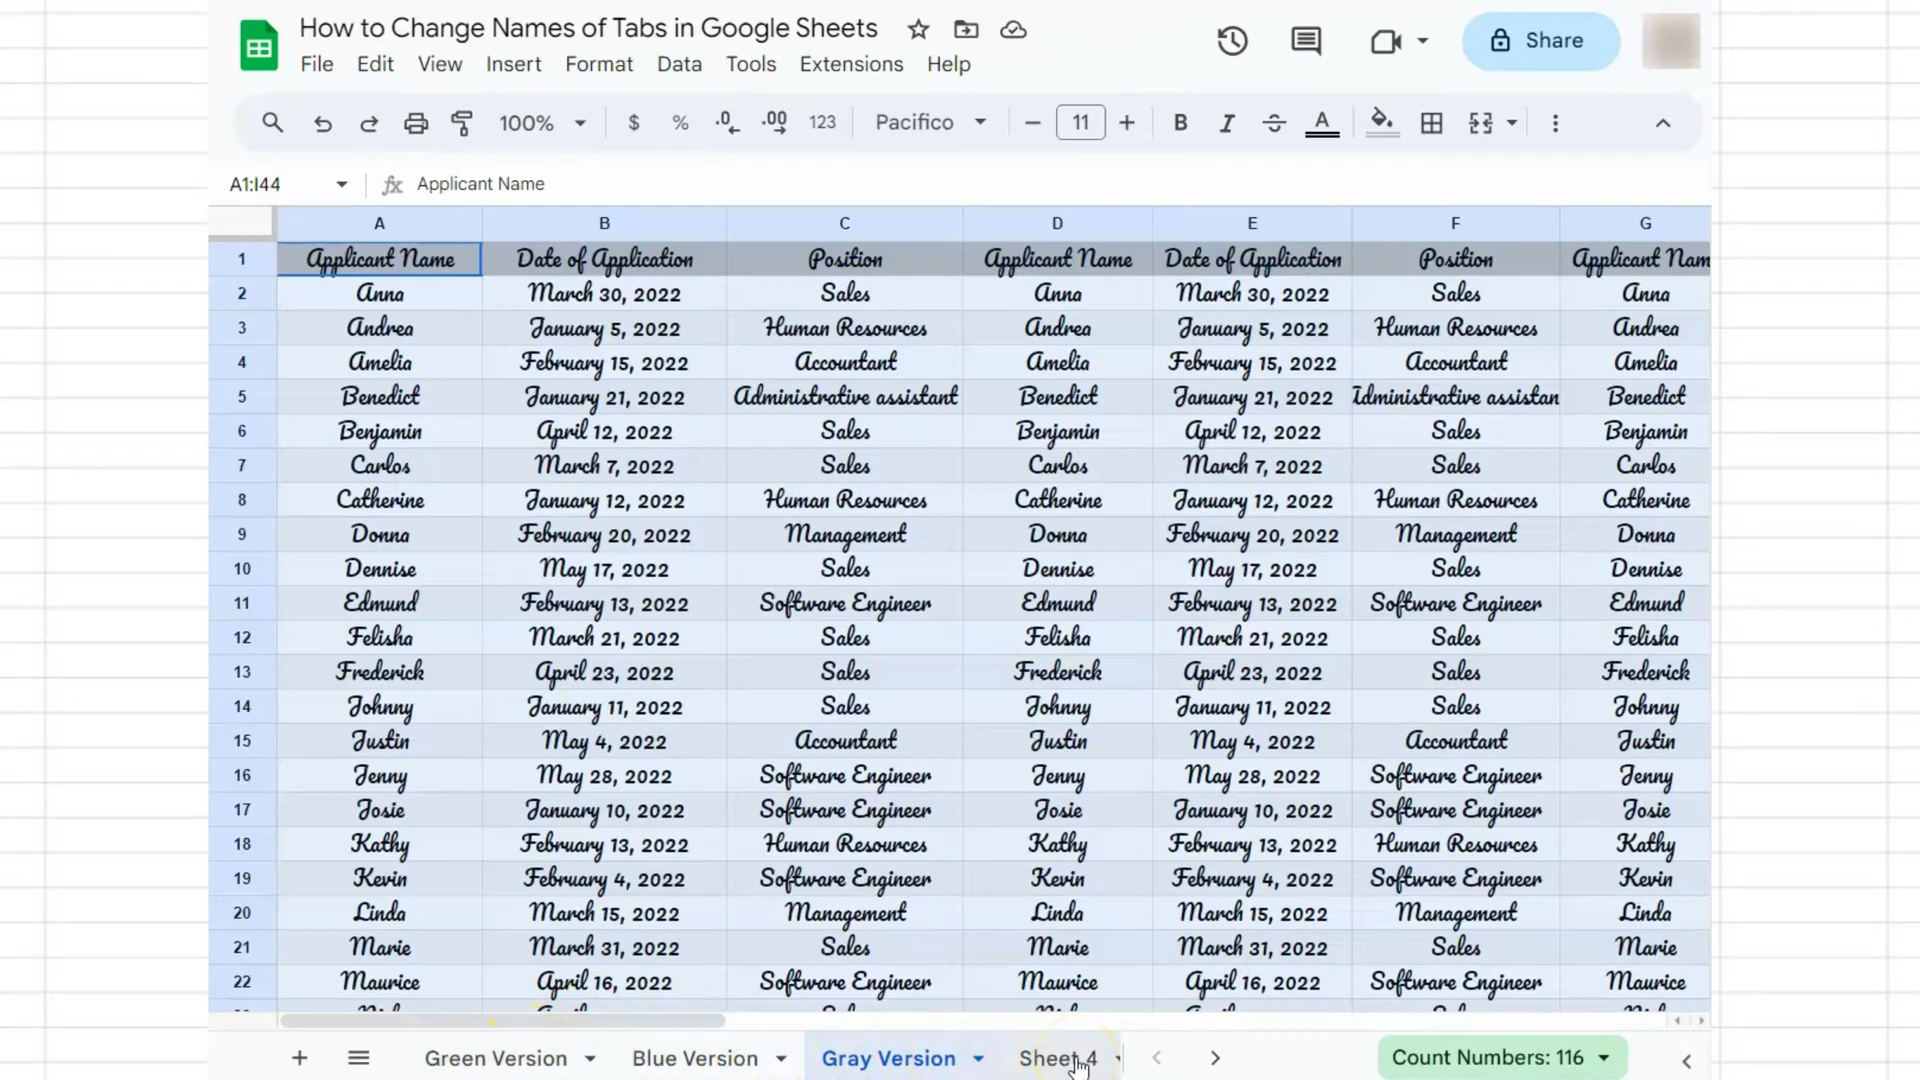 How to Change Names of Tabs in Google Sheets
Share
File Edit View Insert Format Data Tools Extensions Help
100% $ % .0 .00 123 Pacifico 11 B I S A
A1:I44 fx Applicant Name
A B C D E F G
1 Applicant Name Date of Application Position Applicant Name Date of Application Position Applicant Nam
2 Anna March 30, 2022 Sales Anna March 30, 2022 Sales Anna
3 Andrea January 5, 2022 Human Resources Andrea January 5, 2022 Human Resources Andrea
4 Amelia February 15, 2022 Accountant Amelia February 15, 2022 Accountant Amelia
5 Benedict January 21, 2022 Administrative assistant Benedict January 21, 2022 Administrative assistan Benedict
6 Benjamin April 12, 2022 Sales Benjamin April 12, 2022 Sales Benjamin
7 Carlos March 7, 2022 Sales Carlos March 7, 2022 Sales Carlos
8 Catherine January 12, 2022 Human Resources Catherine January 12, 2022 Human Resources Catherine
9 Donna February 20, 2022 Management Donna February 20, 2022 Management Donna
10 Dennise May 17, 2022 Sales Dennise May 17, 2022 Sales Dennise
11 Edmund February 13, 2022 Software Engineer Edmund February 13, 2022 Software Engineer Edmund
12 Felisha March 21, 2022 Sales Felisha March 21, 2022 Sales Felisha
13 Frederick April 23, 2022 Sales Frederick April 23, 2022 Sales Frederick
14 Johnny January 11, 2022 Sales Johnny January 11, 2022 Sales Johnny
15 Justin May 4, 2022 Accountant Justin May 4, 2022 Accountant Justin
16 Jenny May 28, 2022 Software Engineer Jenny May 28, 2022 Software Engineer Jenny
17 Josie January 10, 2022 Software Engineer Josie January 10, 2022 Software Engineer Josie
18 Kathy February 13, 2022 Human Resources Kathy February 13, 2022 Human Resources Kathy
19 Kevin February 4, 2022 Software Engineer Kevin February 4, 2022 Software Engineer Kevin
20 Linda March 15, 2022 Management Linda March 15, 2022 Management Linda
21 Marie March 31, 2022 Sales Marie March 31, 2022 Sales Marie
22 Maurice April 16, 2022 Software Engineer Maurice April 16, 2022 Software Engineer Maurice
Green Version Blue Version Gray Version Sheet 4 Count Numbers: 116